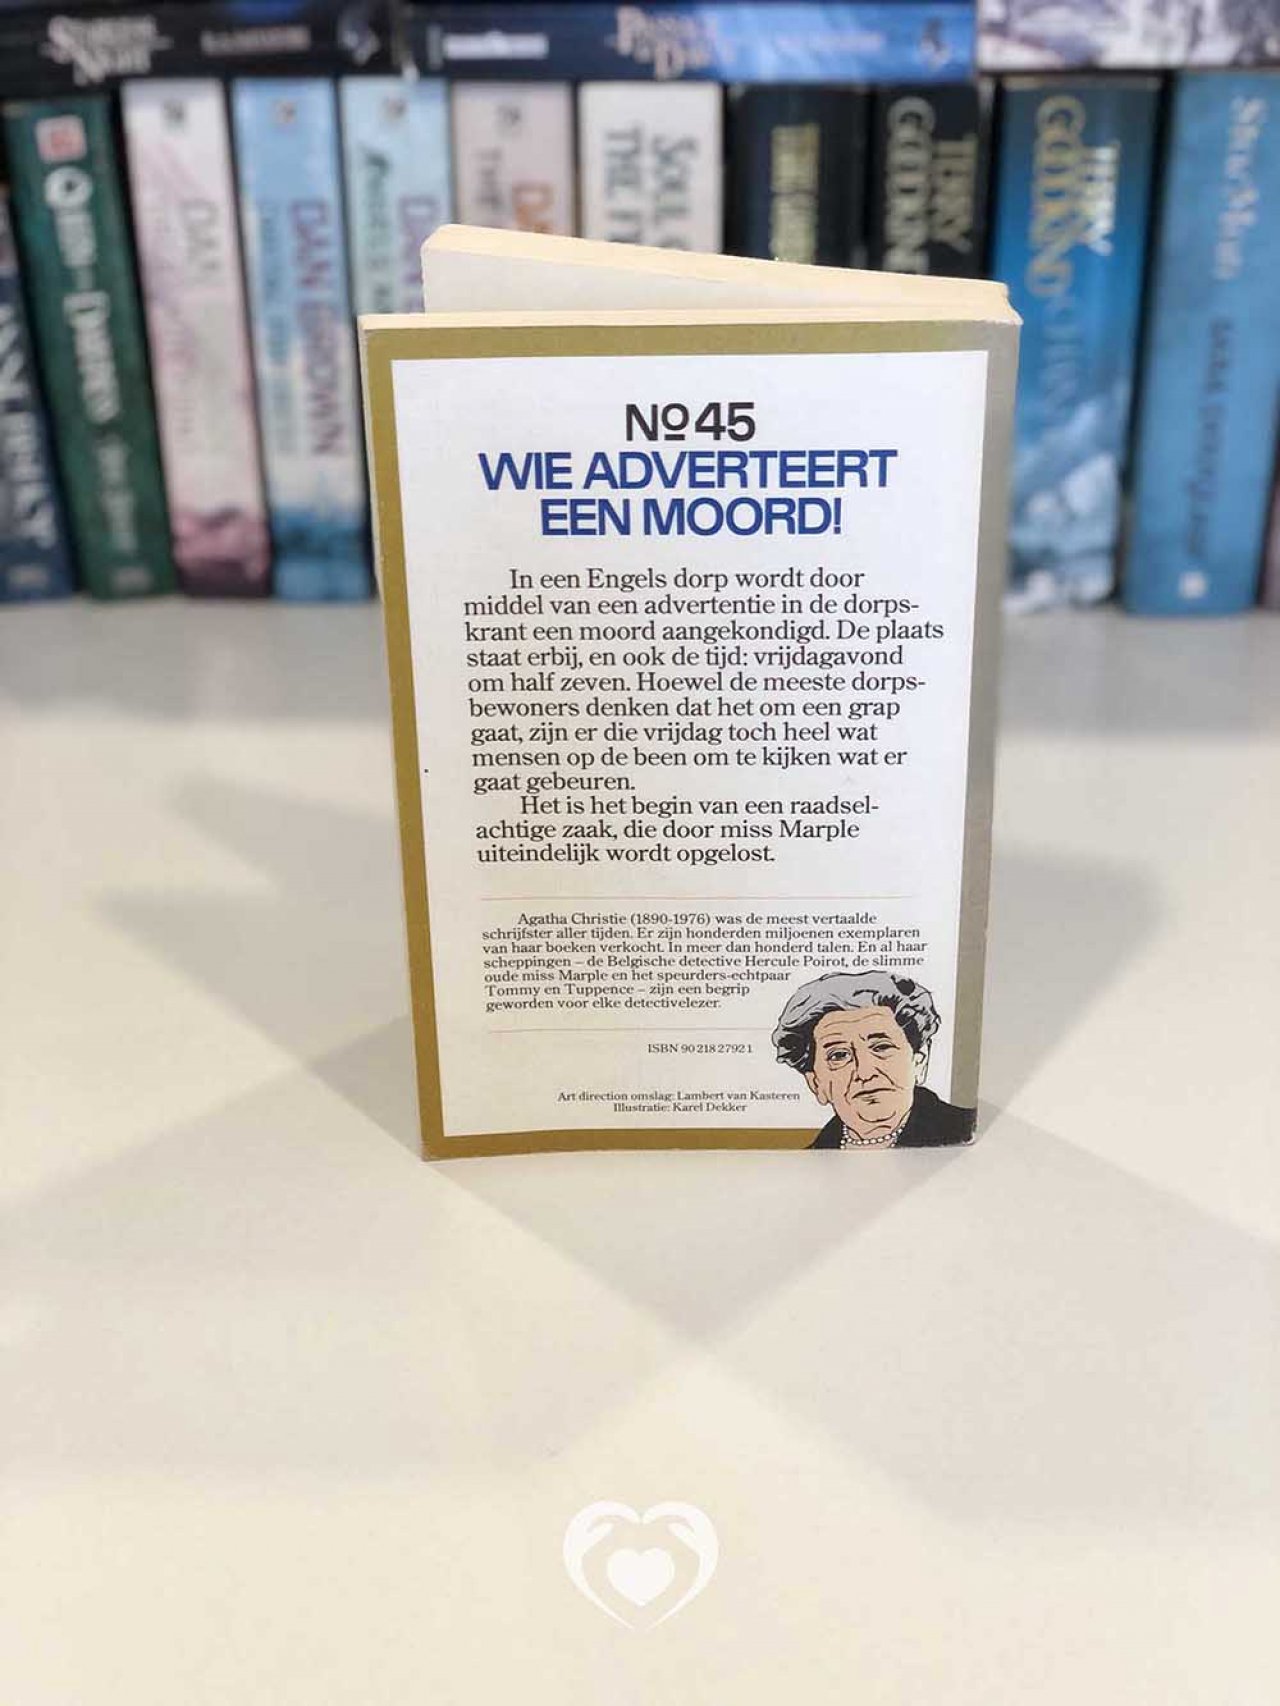 DAN BROWN
DAN
TERRY
TERRY
No 45
WIE ADVERTEERT
EEN MOORD!
In een Engels dorp wordt door
middel van een advertentie in de dorps-
krant een moord aangekondigd. De plaats
staat erbij, en ook de tijd: vrijdagavond
om half zeven. Hoewel de meeste dorps-
bewoners denken dat het om een grap
gaat, zijn er die vrijdag toch heel wat
mensen op de been om te kijken wat er
gaat gebeuren.
Het is het begin van een raadsel-
achtige zaak, die door miss Marple
uiteindelijk wordt opgelost.
Agatha Christie (1890-1976) was de meest vertaalde
schrijfster aller tijden. Er zijn honderden miljoenen exemplaren
van haar boeken verkocht. In meer dan honderd talen. En al haar
scheppingen – de Belgische detective Hercule Poirot, de slimme
oude miss Marple en het speurders-echtpaar
Tommy en Tuppence – zijn een begrip
geworden voor elke detectivelezer.
ISBN 90 218 2792 1
Art direction omslag: Lambert van Kasteren
Illustratie: Karel Dekker